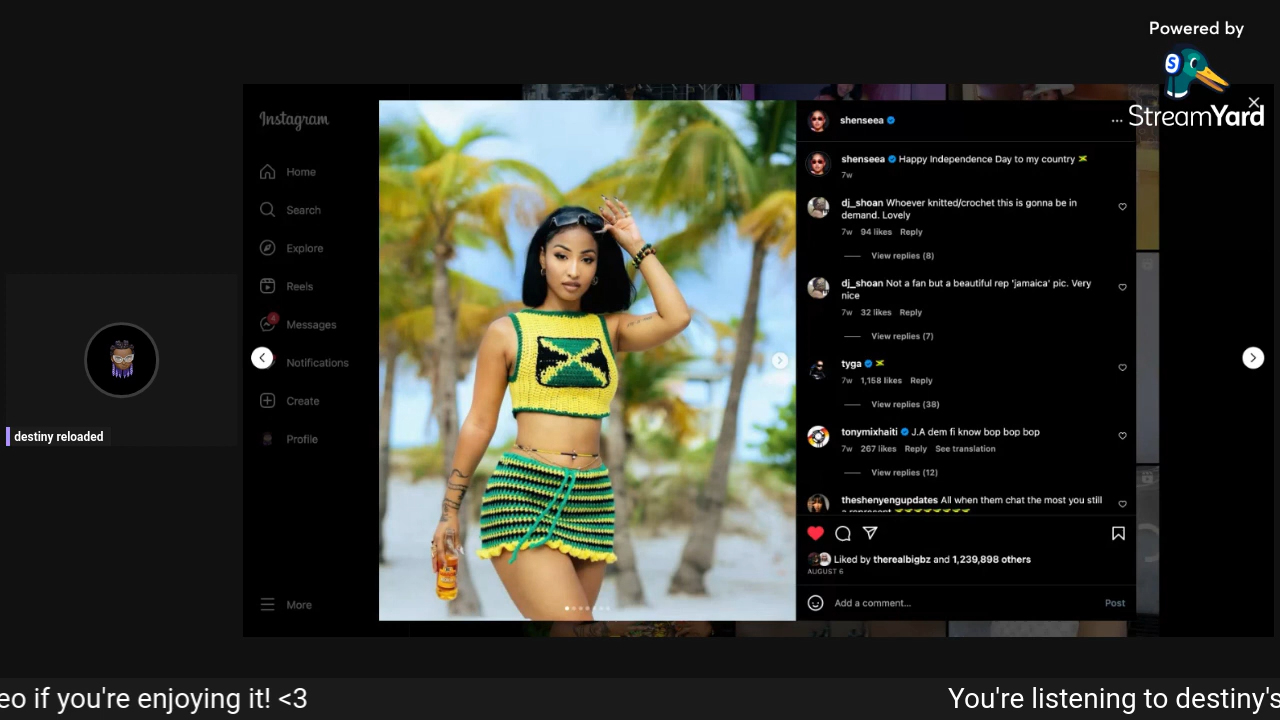 Powered by
S
StreamYard
Instagram
Home
Search
Explore
Reels
4
Messages
Notifications
Create
Profile
More
destiny reloaded
shenseea
shenseea Happy Independence Day to my country
7w
dj_shoan Whoever knitted/crochet this is gonna be in
demand. Lovely
7w 94 likes Reply
View replies (8)
dj_shoan Not a fan but a beautiful rep 'jamaica' pic. Very
nice
7w 32 likes Reply
View replies (7)
tyga
7w 1,158 likes Reply
View replies (38)
tonymixhaiti J.A dem fi know bop bop bop
7w 267 likes Reply See translation
View replies (12)
theshenyengupdates All when them chat the most you still
a represent
Liked by therealbigbz and 1,239,898 others
AUGUST 6
Add a comment...
Post
eo if you're enjoying it! <3
You're listening to destiny's